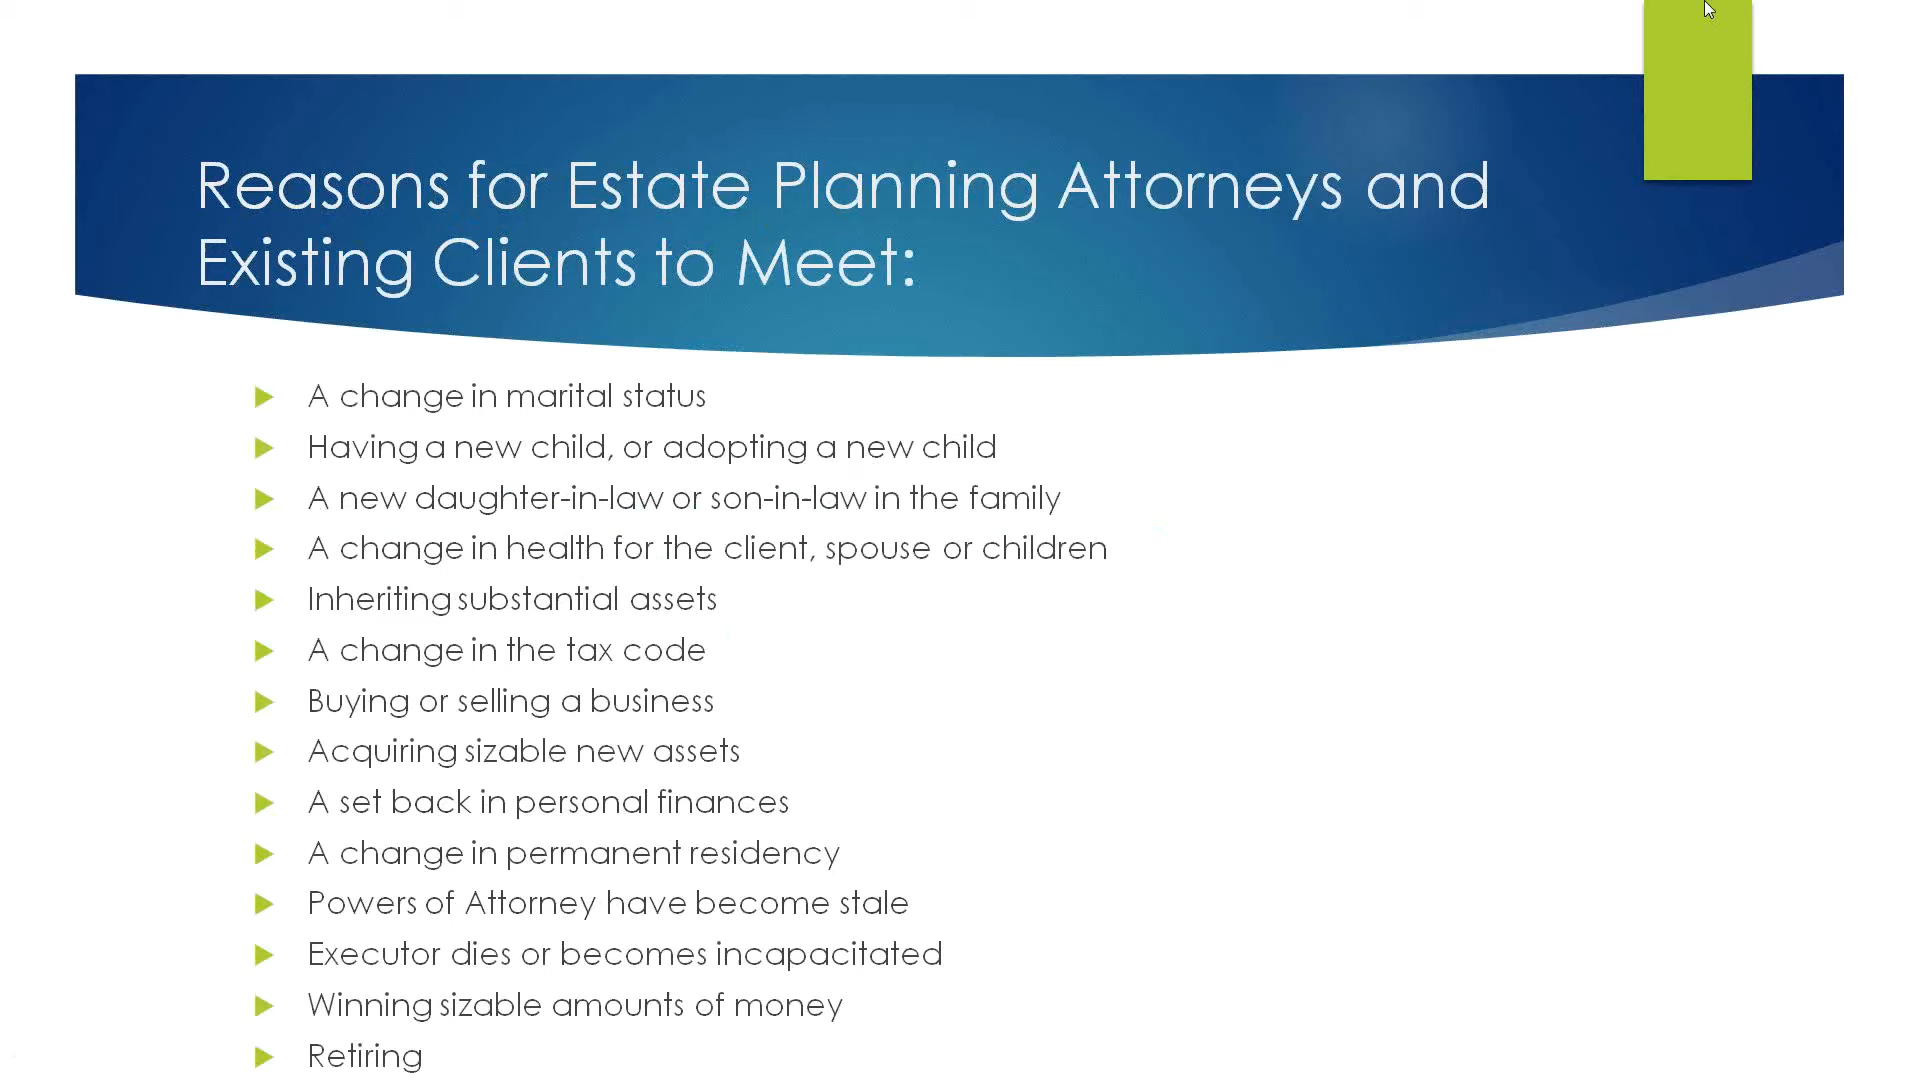 Reasons for Estate Planning Attorneys and
Existing Clients to Meet:
A change in marital status
Having a new child, or adopting a new child
A new daughter-in-law or son-in-law in the family
A change in health for the client, spouse or children
Inheriting substantial assets
A change in the tax code
Buying or selling a business
Acquiring sizable new assets
A set back in personal finances
A change in permanent residency
Powers of Attorney have become stale
Executor dies or becomes incapacitated
Winning sizable amounts of money
Retiring